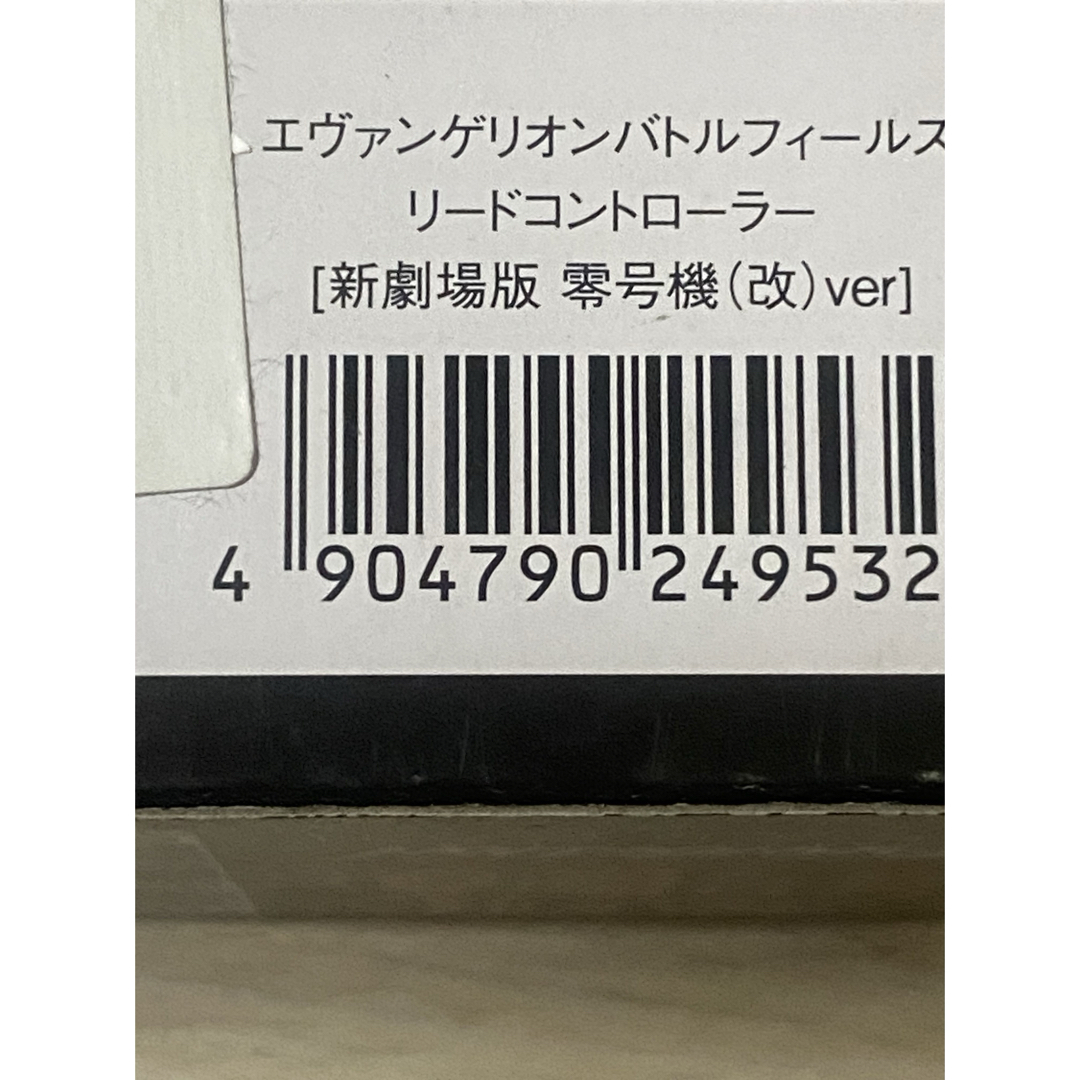 エヴァンゲリオンバトルフィールス
リードコントローラー
[新劇場版 零号機(改)ver]
4 904790 249532